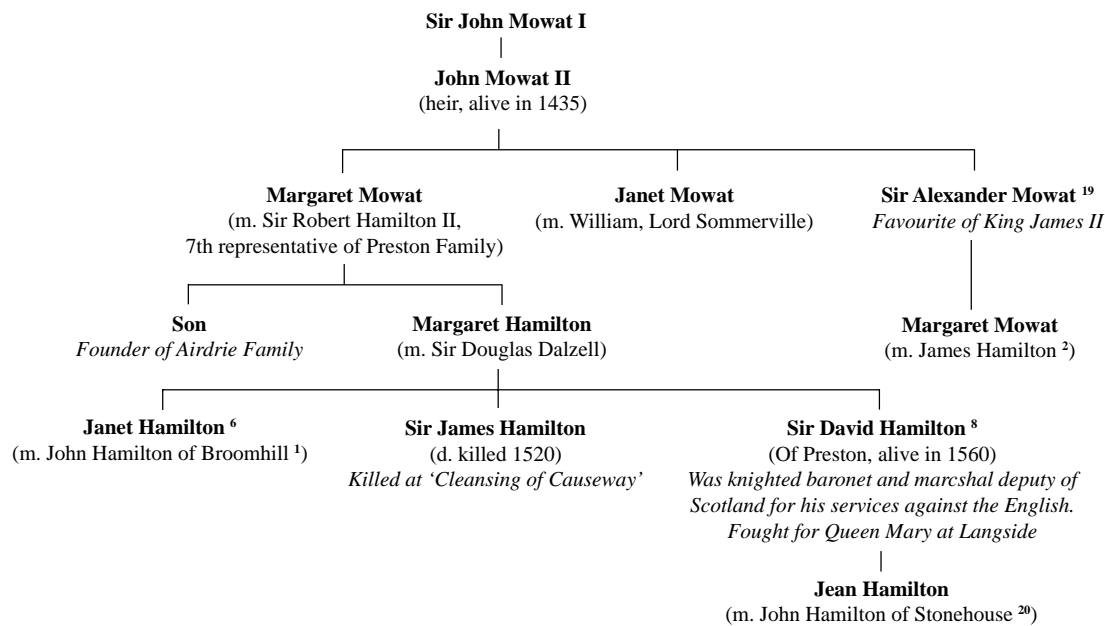 Sir John Mowat I
John Mowat II
(heir, alive in 1435)
Margaret Mowat
(m. Sir Robert Hamilton II,
7th representative of Preston Family)
Janet Mowat
(m. William, Lord Sommerville)
Sir Alexander Mowat ¹⁹
Favourite of King James II
Son
Founder of Airdrie Family
Margaret Hamilton
(m. Sir Douglas Dalzell)
Margaret Mowat
(m. James Hamilton ²)
Janet Hamilton ⁶
(m. John Hamilton of Broomhill ¹)
Sir James Hamilton
(d. killed 1520)
Killed at ‘Cleansing of Causeway’
Sir David Hamilton ⁸
(Of Preston, alive in 1560)
Was knighted baronet and marcshal deputy of
Scotland for his services against the English.
Fought for Queen Mary at Langside
Jean Hamilton
(m. John Hamilton of Stonehouse ²⁰)